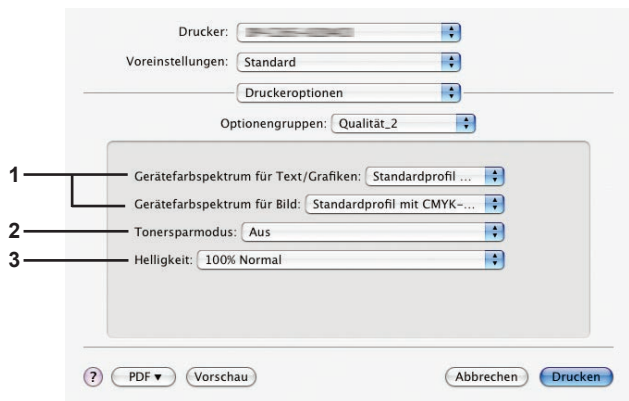 Drucker:
Voreinstellungen: Standard
Druckeroptionen
Optionengruppen: Qualität_2
1 Gerätefarbspektrum für Text/Grafiken: Standardprofil ...
Gerätefarbspektrum für Bild: Standardprofil mit CMYK-...
2 Tonersparmodus: Aus
3 Helligkeit: 100% Normal
? PDF ▼ Vorschau Abbrechen Drucken